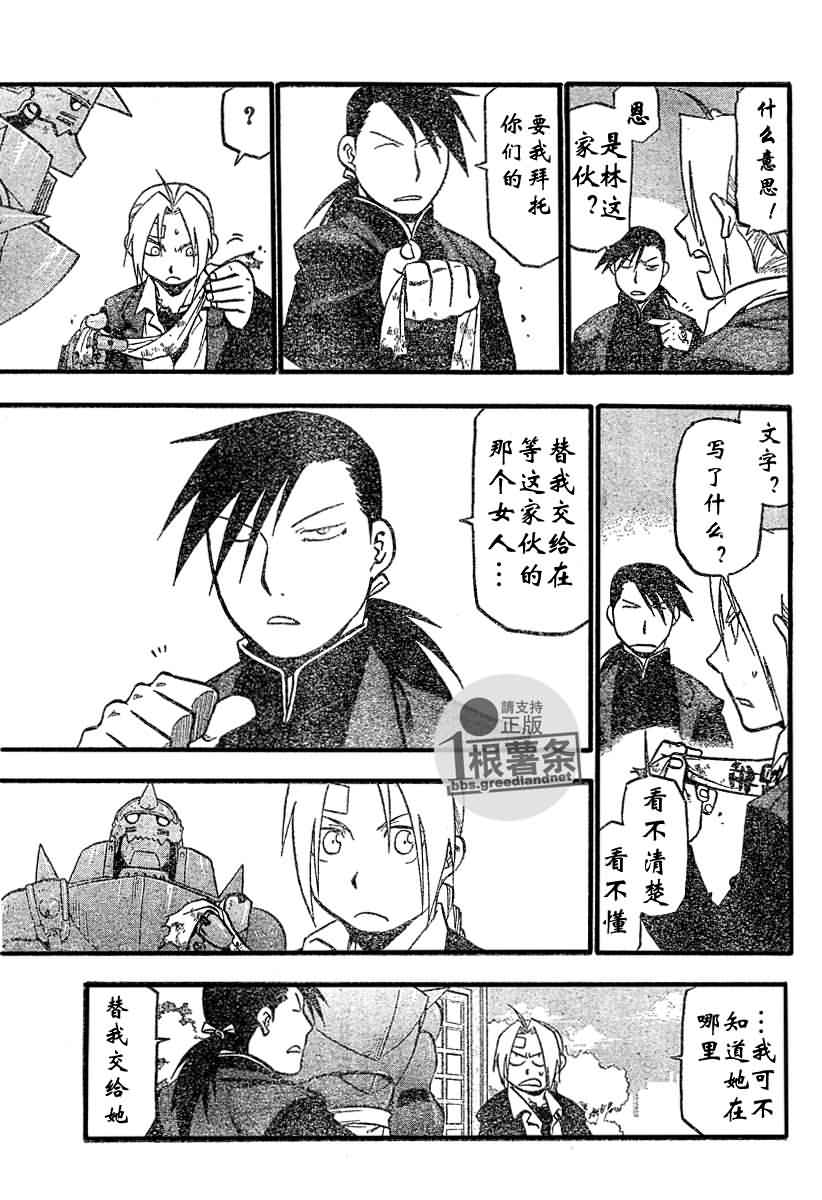 什么意思！
恩
是林这
家伙？
要我拜托
你们的
？
文字？
写了什么？
看不清楚
看不懂
替我交给在
等这家伙的
那个女人…
請支持
正版
1根薯条
bbs.greedland.net
…我可不
知道她在
哪里
替我交给她